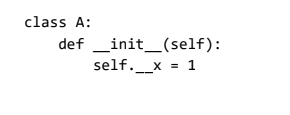 class A:
    def __init__(self):
        self.__x = 1